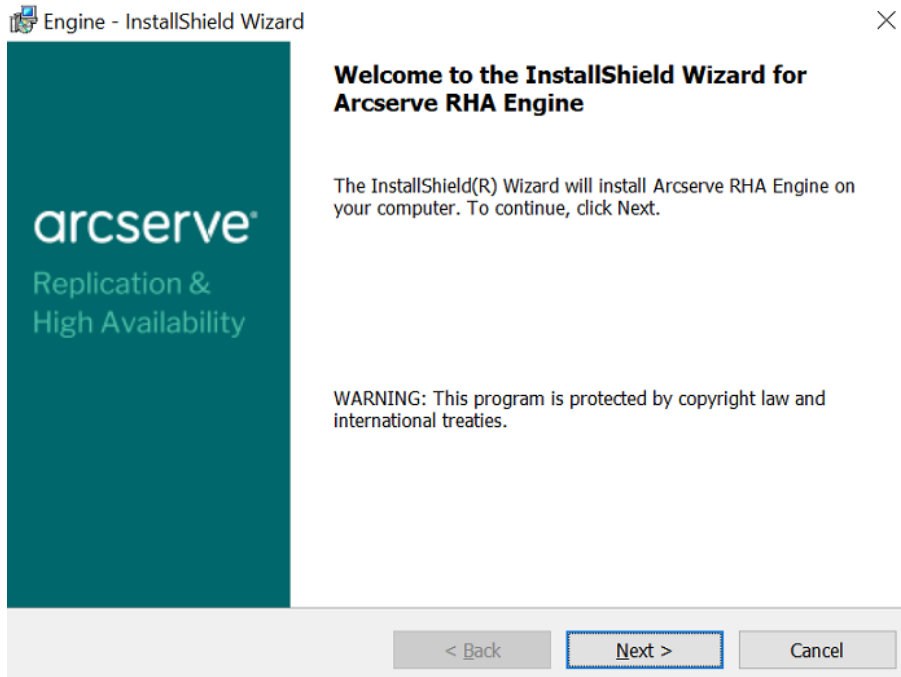 Engine - InstallShield Wizard
Welcome to the InstallShield Wizard for
Arcserve RHA Engine
The InstallShield(R) Wizard will install Arcserve RHA Engine on
your computer. To continue, click Next.
arcserve®
Replication &
High Availability
WARNING: This program is protected by copyright law and
international treaties.
< Back
Next >
Cancel